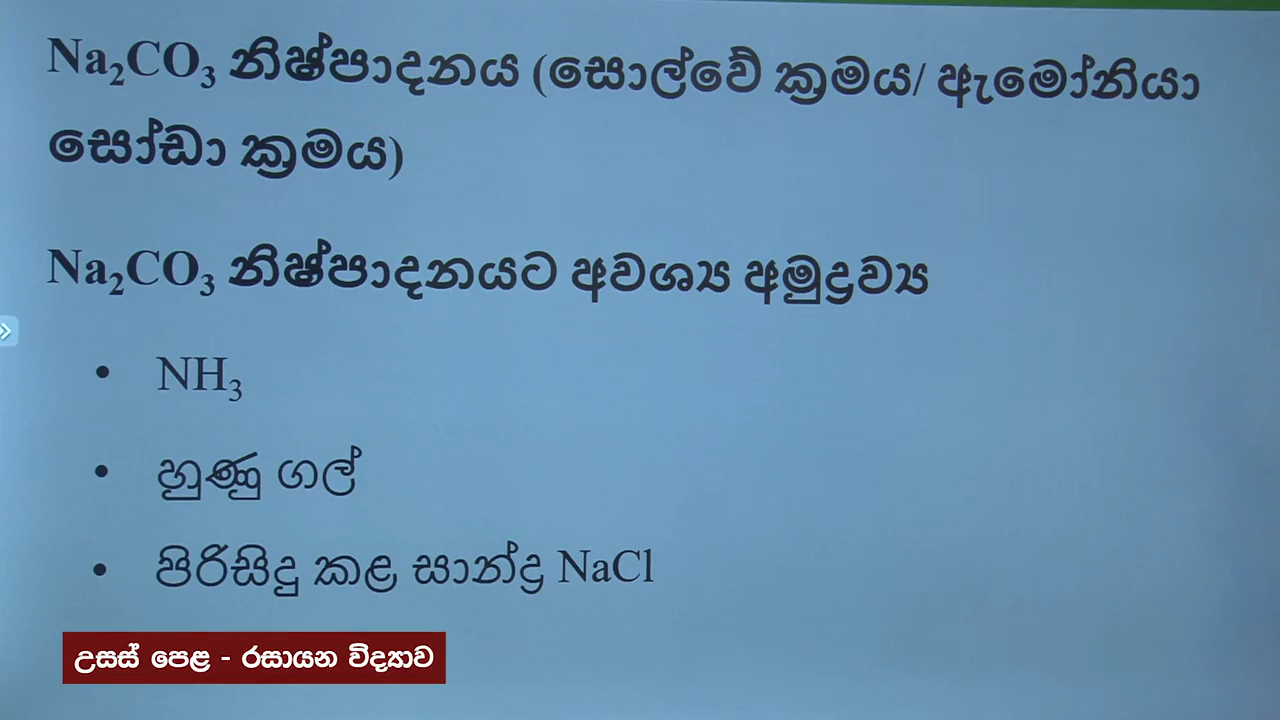 Na₂CO₃ නිෂ්පාදනය (සොල්වේ ක්‍රමය/ ඇමෝනියා
සෝඩා ක්‍රමය)
Na₂CO₃ නිෂ්පාදනයට අවශ්‍ය අමුද්‍රව්‍ය
• NH₃
• හුණු ගල්
• පිරිසිදු කළ සාන්ද්‍ර NaCl
උසස් පෙළ - රසායන විද්‍යාව